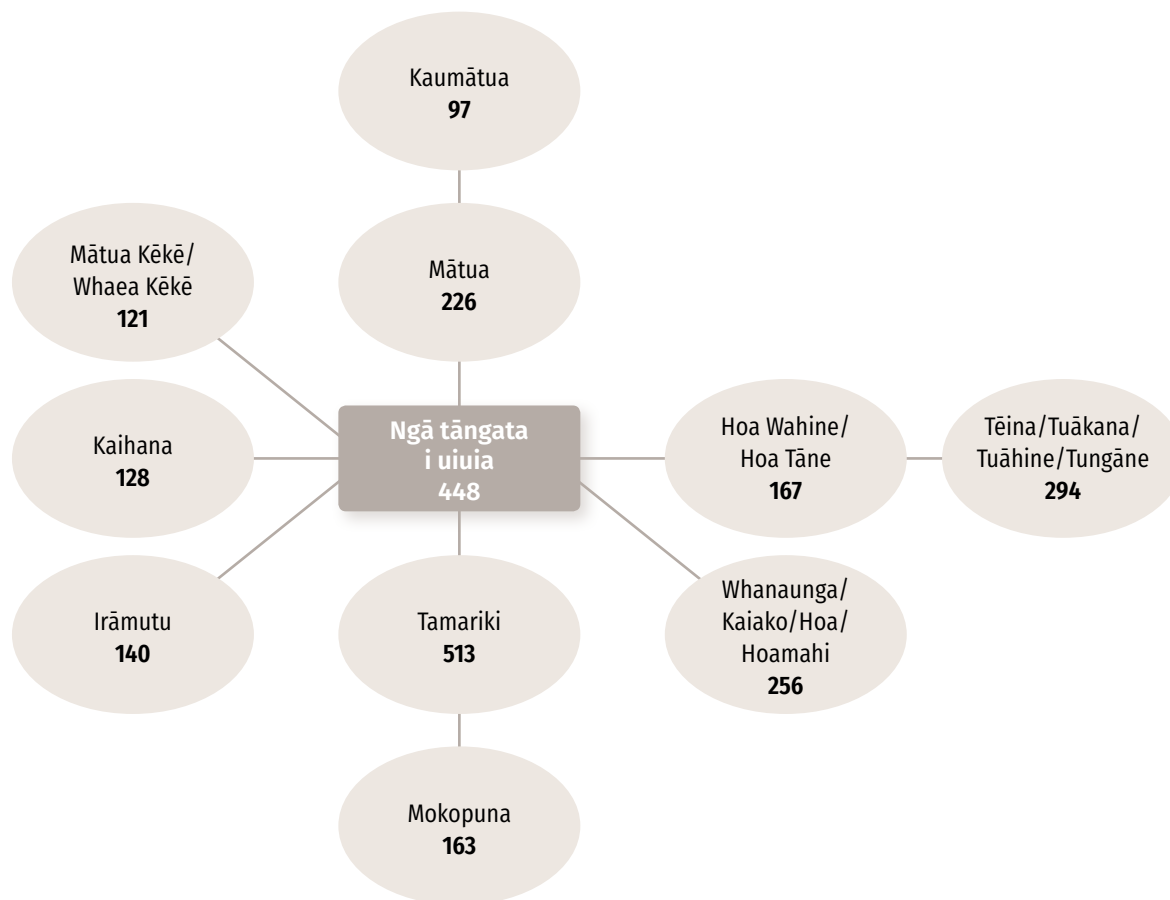 Kaumātua
97
Mātua Kēkē/
Whaea Kēkē
121
Mātua
226
Kaihana
128
Ngā tāngata
i uiuia
448
Hoa Wahine/
Hoa Tāne
167
Tēina/Tuākana/
Tuāhine/Tungāne
294
Irāmutu
140
Tamariki
513
Whanaunga/
Kaiako/Hoa/
Hoamahi
256
Mokopuna
163